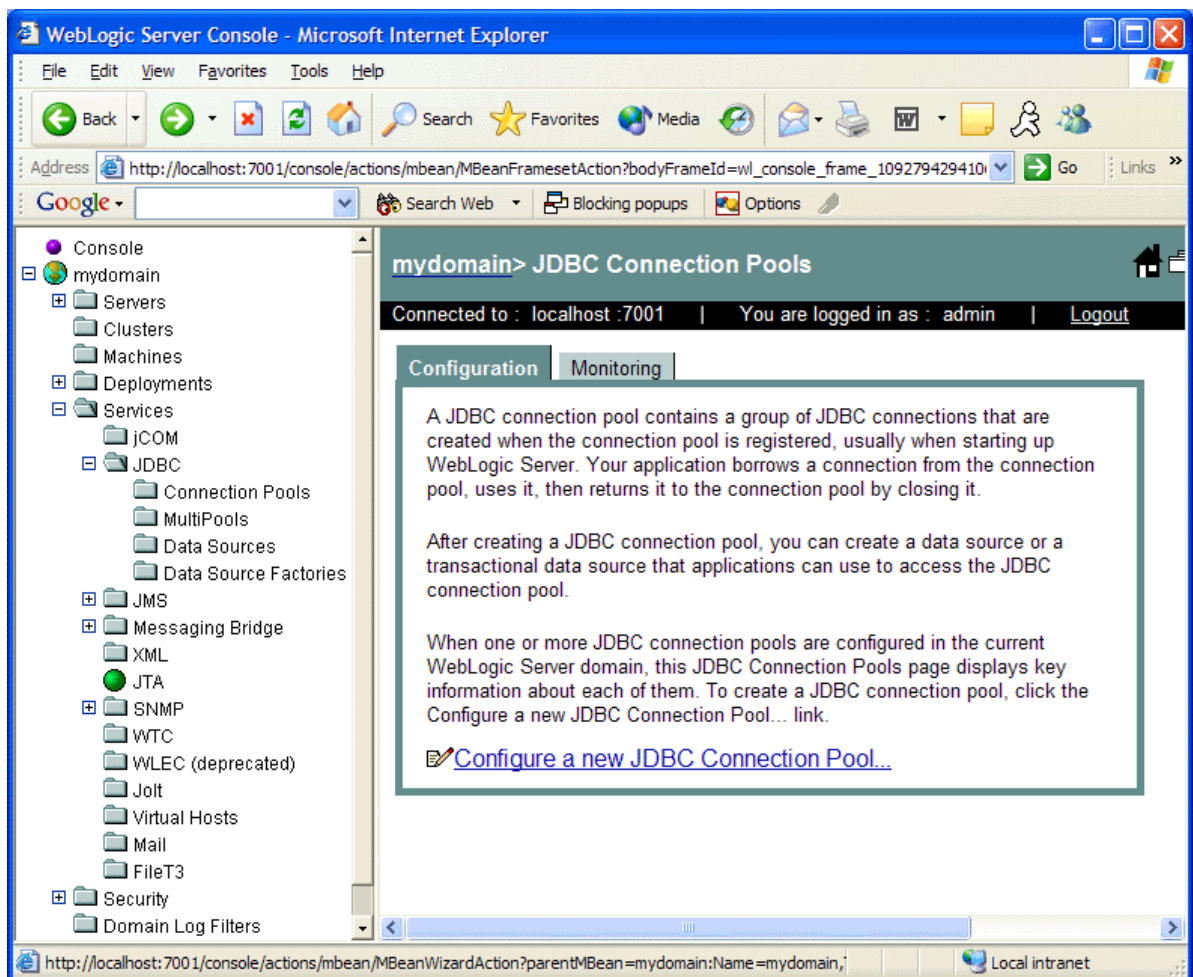 WebLogic Server Console - Microsoft Internet Explorer
File Edit View Favorites Tools Help
Back Search Favorites Media
Address http://localhost:7001/console/actions/mbean/MBeanFramesetAction?bodyFrameId=wl_console_frame_109279429410 Go Links »
Google Search Web Blocking popups Options
Console
mydomain
Servers
Clusters
Machines
Deployments
Services
jCOM
JDBC
Connection Pools
MultiPools
Data Sources
Data Source Factories
JMS
Messaging Bridge
XML
JTA
SNMP
WTC
WLEC (deprecated)
Jolt
Virtual Hosts
Mail
FileT3
Security
Domain Log Filters
mydomain> JDBC Connection Pools
Connected to : localhost :7001 | You are logged in as : admin | Logout
Configuration Monitoring
A JDBC connection pool contains a group of JDBC connections that are
created when the connection pool is registered, usually when starting up
WebLogic Server. Your application borrows a connection from the connection
pool, uses it, then returns it to the connection pool by closing it.
After creating a JDBC connection pool, you can create a data source or a
transactional data source that applications can use to access the JDBC
connection pool.
When one or more JDBC connection pools are configured in the current
WebLogic Server domain, this JDBC Connection Pools page displays key
information about each of them. To create a JDBC connection pool, click the
Configure a new JDBC Connection Pool... link.
Configure a new JDBC Connection Pool...
http://localhost:7001/console/actions/mbean/MBeanWizardAction?parentMBean=mydomain:Name=mydomain, Local intranet